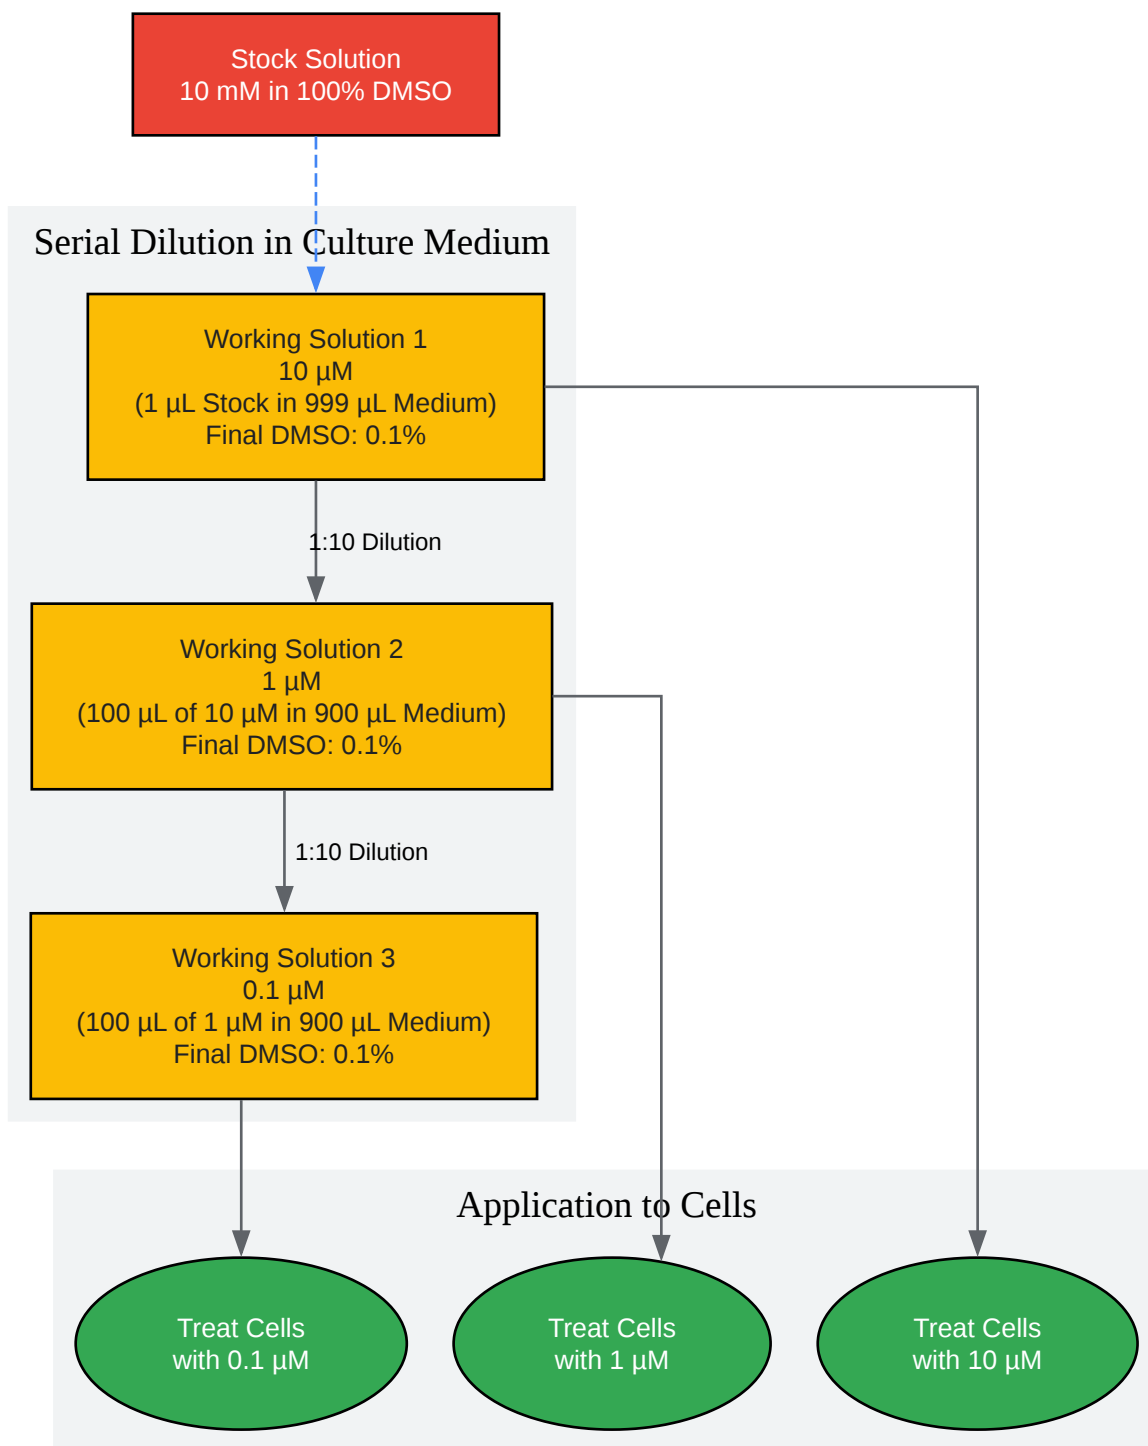 Stock Solution
10 mM in 100% DMSO
Serial Dilution in Culture Medium
Working Solution 1
10 µM
(1 µL Stock in 999 µL Medium)
Final DMSO: 0.1%
1:10 Dilution
Working Solution 2
1 µM
(100 µL of 10 µM in 900 µL Medium)
Final DMSO: 0.1%
1:10 Dilution
Working Solution 3
0.1 µM
(100 µL of 1 µM in 900 µL Medium)
Final DMSO: 0.1%
Application to Cells
Treat Cells
with 0.1 µM
Treat Cells
with 1 µM
Treat Cells
with 10 µM